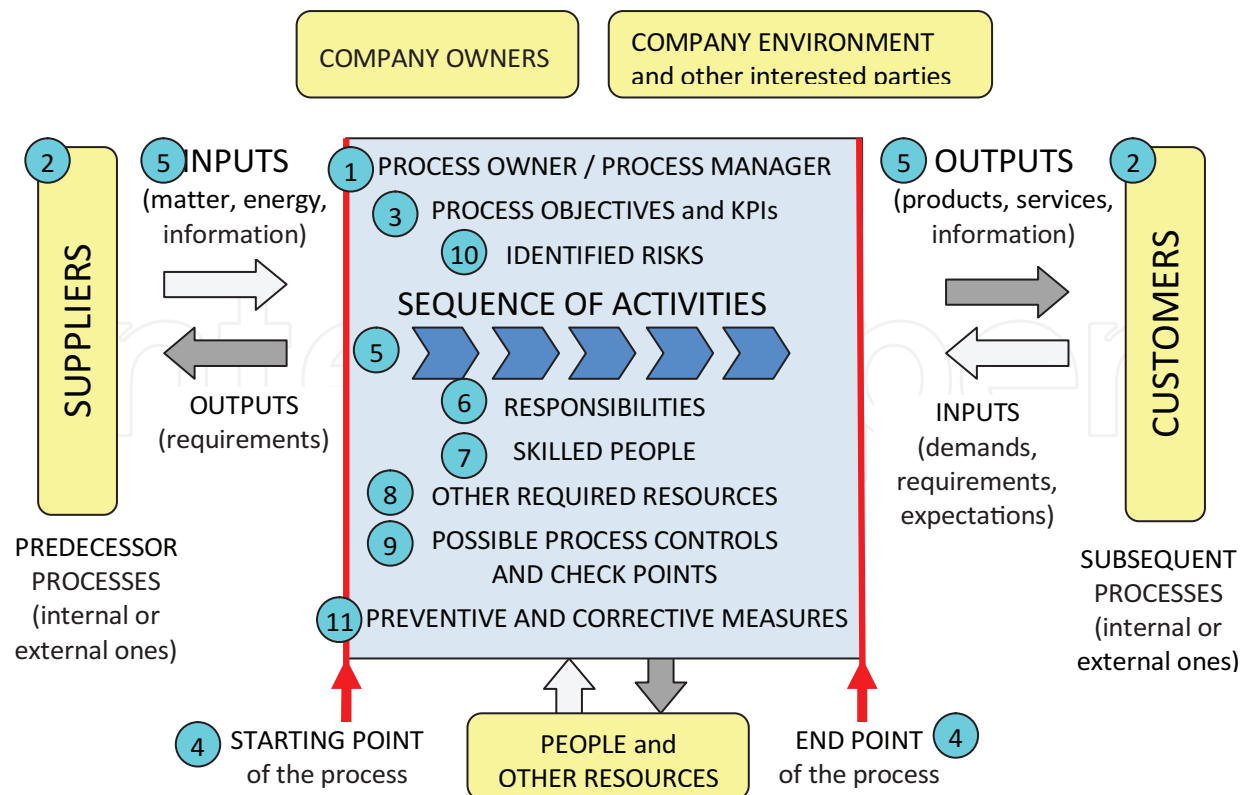 COMPANY OWNERS
COMPANY ENVIRONMENT
and other interested parties
2
SUPPLIERS
PREDECESSOR
PROCESSES
(internal or
external ones)
5
INPUTS
(matter, energy,
information)
OUTPUTS
(requirements)
1
PROCESS OWNER / PROCESS MANAGER
3
PROCESS OBJECTIVES and KPIs
10
IDENTIFIED RISKS
SEQUENCE OF ACTIVITIES
5
6
RESPONSIBILITIES
7
SKILLED PEOPLE
8
OTHER REQUIRED RESOURCES
9
POSSIBLE PROCESS CONTROLS
AND CHECK POINTS
11
PREVENTIVE AND CORRECTIVE MEASURES
5
OUTPUTS
(products, services,
information)
INPUTS
(demands,
requirements,
expectations)
2
CUSTOMERS
SUBSEQUENT
PROCESSES
(internal or
external ones)
4
STARTING POINT
of the process
PEOPLE and
OTHER RESOURCES
END POINT
of the process
4